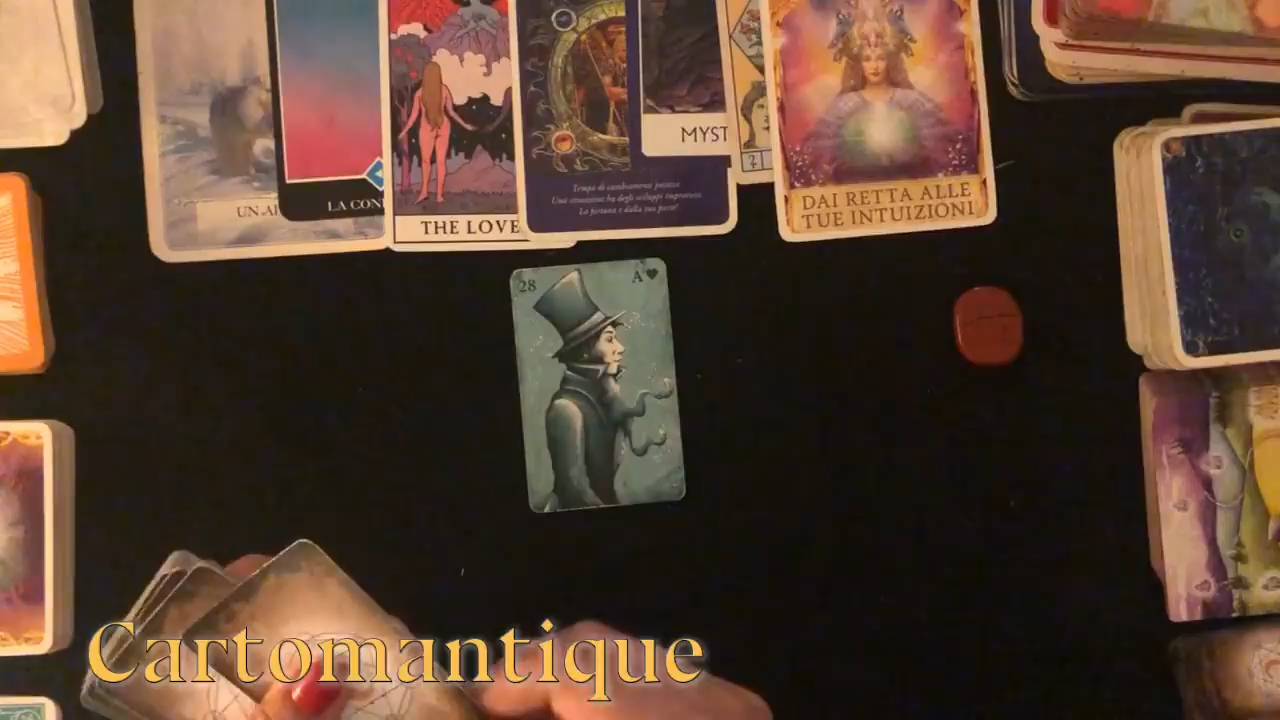 UN A
LA CON
THE LOVE
Tempo di cambiamenti positivi
Una situazione ha degli sviluppi improvvisi
La fortuna è dalla tua parte!
MYST
DAI RETTA ALLE
TUE INTUIZIONI
28
A♥
Cartomantique